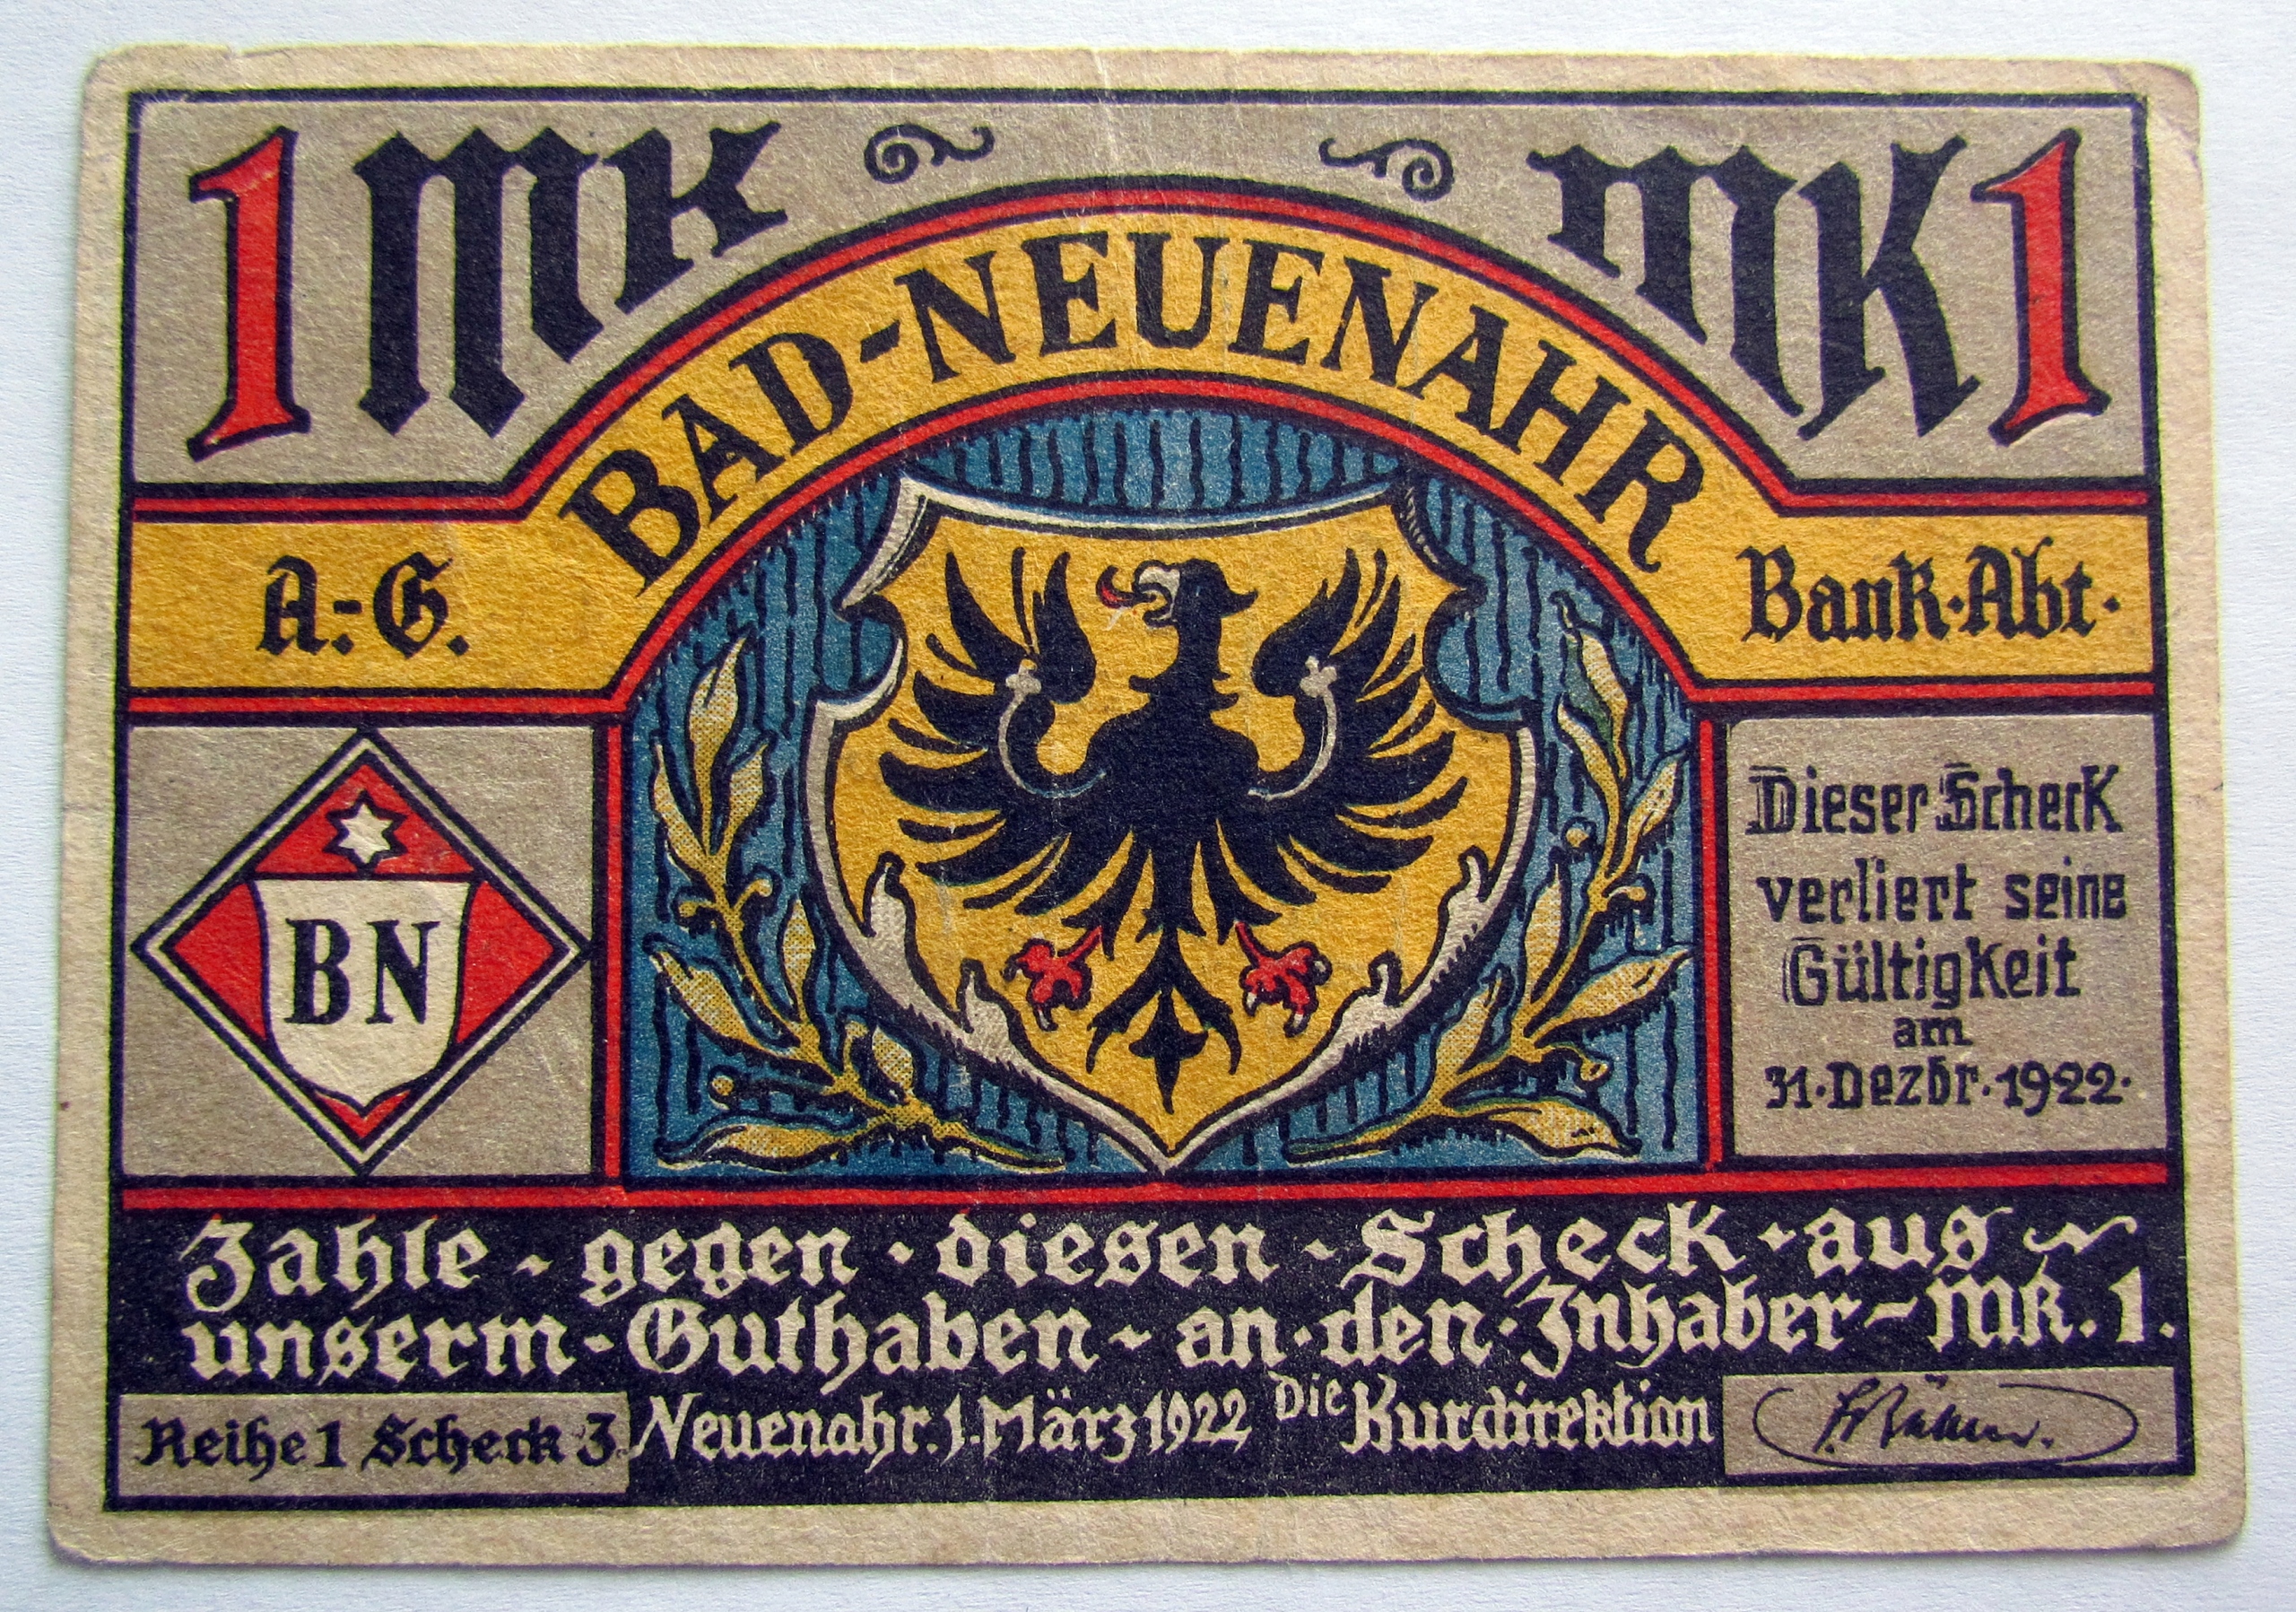 1 MK MK 1
BAD-NEUENAHR
A.-G.
Bank·Abt.
BN
Dieser Scheck
verliert seine
Gültigkeit
am
31·Dezbr·1922·
Zahle - gegen · diesen - Scheck · aus ~
unserm - Guthaben - an · den · Inhaber - MK. 1.
Reihe 1 Scheck 3.
Neuenahr. 1. März 1922 Die Kurdirektion